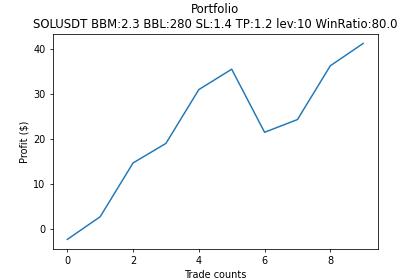 Portfolio
SOLUSDT BBM:2.3 BBL:280 SL:1.4 TP:1.2 lev:10 WinRatio:80.0
Profit ($)
40
30
20
10
0
0 2 4 6 8
Trade counts